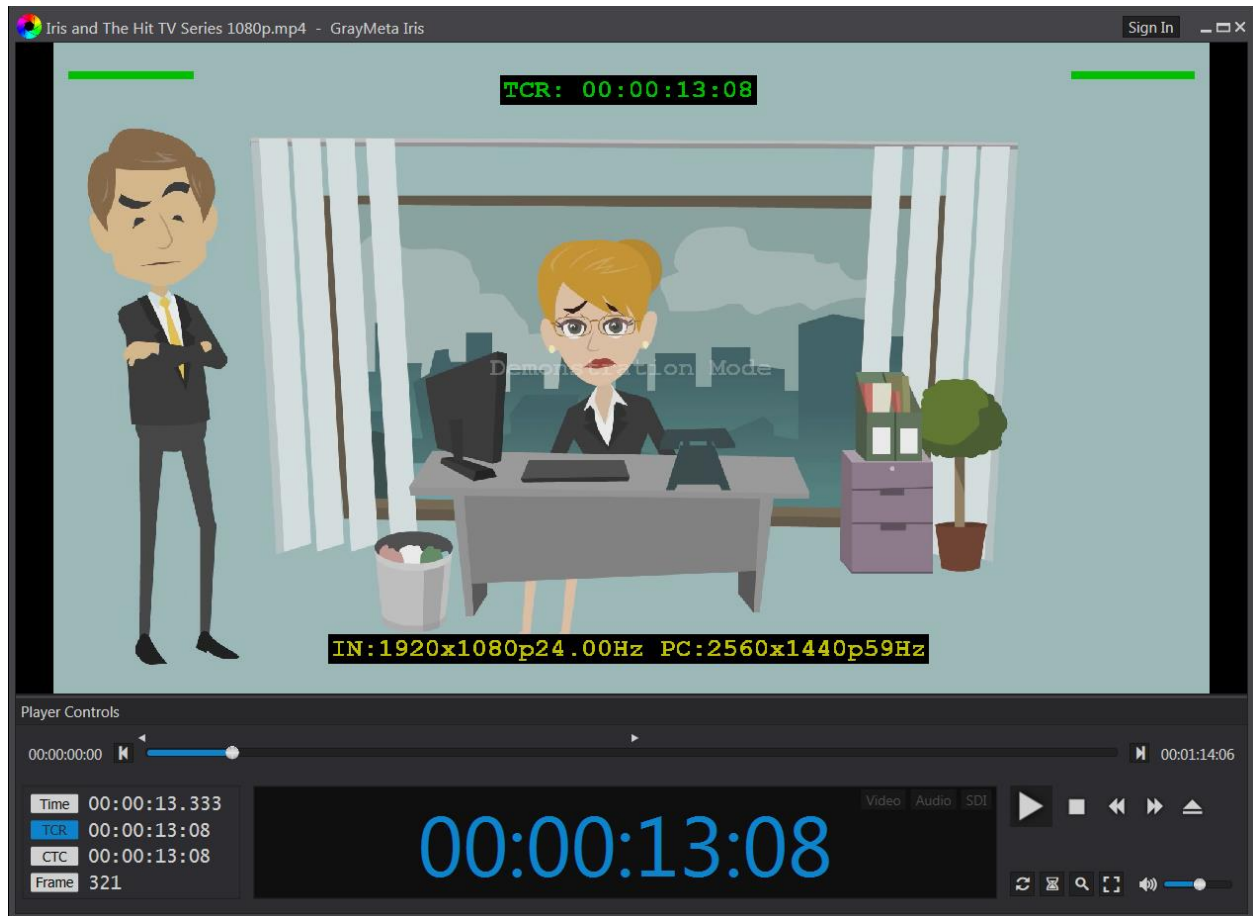 Iris and The Hit TV Series 1080p.mp4 - GrayMeta Iris Sign In
TCR: 00:00:13:08
Demonstration Mode
IN:1920x1080p24.00Hz PC:2560x1440p59Hz
Player Controls
00:00:00:00 00:01:14:06
Time 00:00:13.333
TCR 00:00:13:08
CTC 00:00:13:08
Frame 321
Video Audio SDI
00:00:13:08